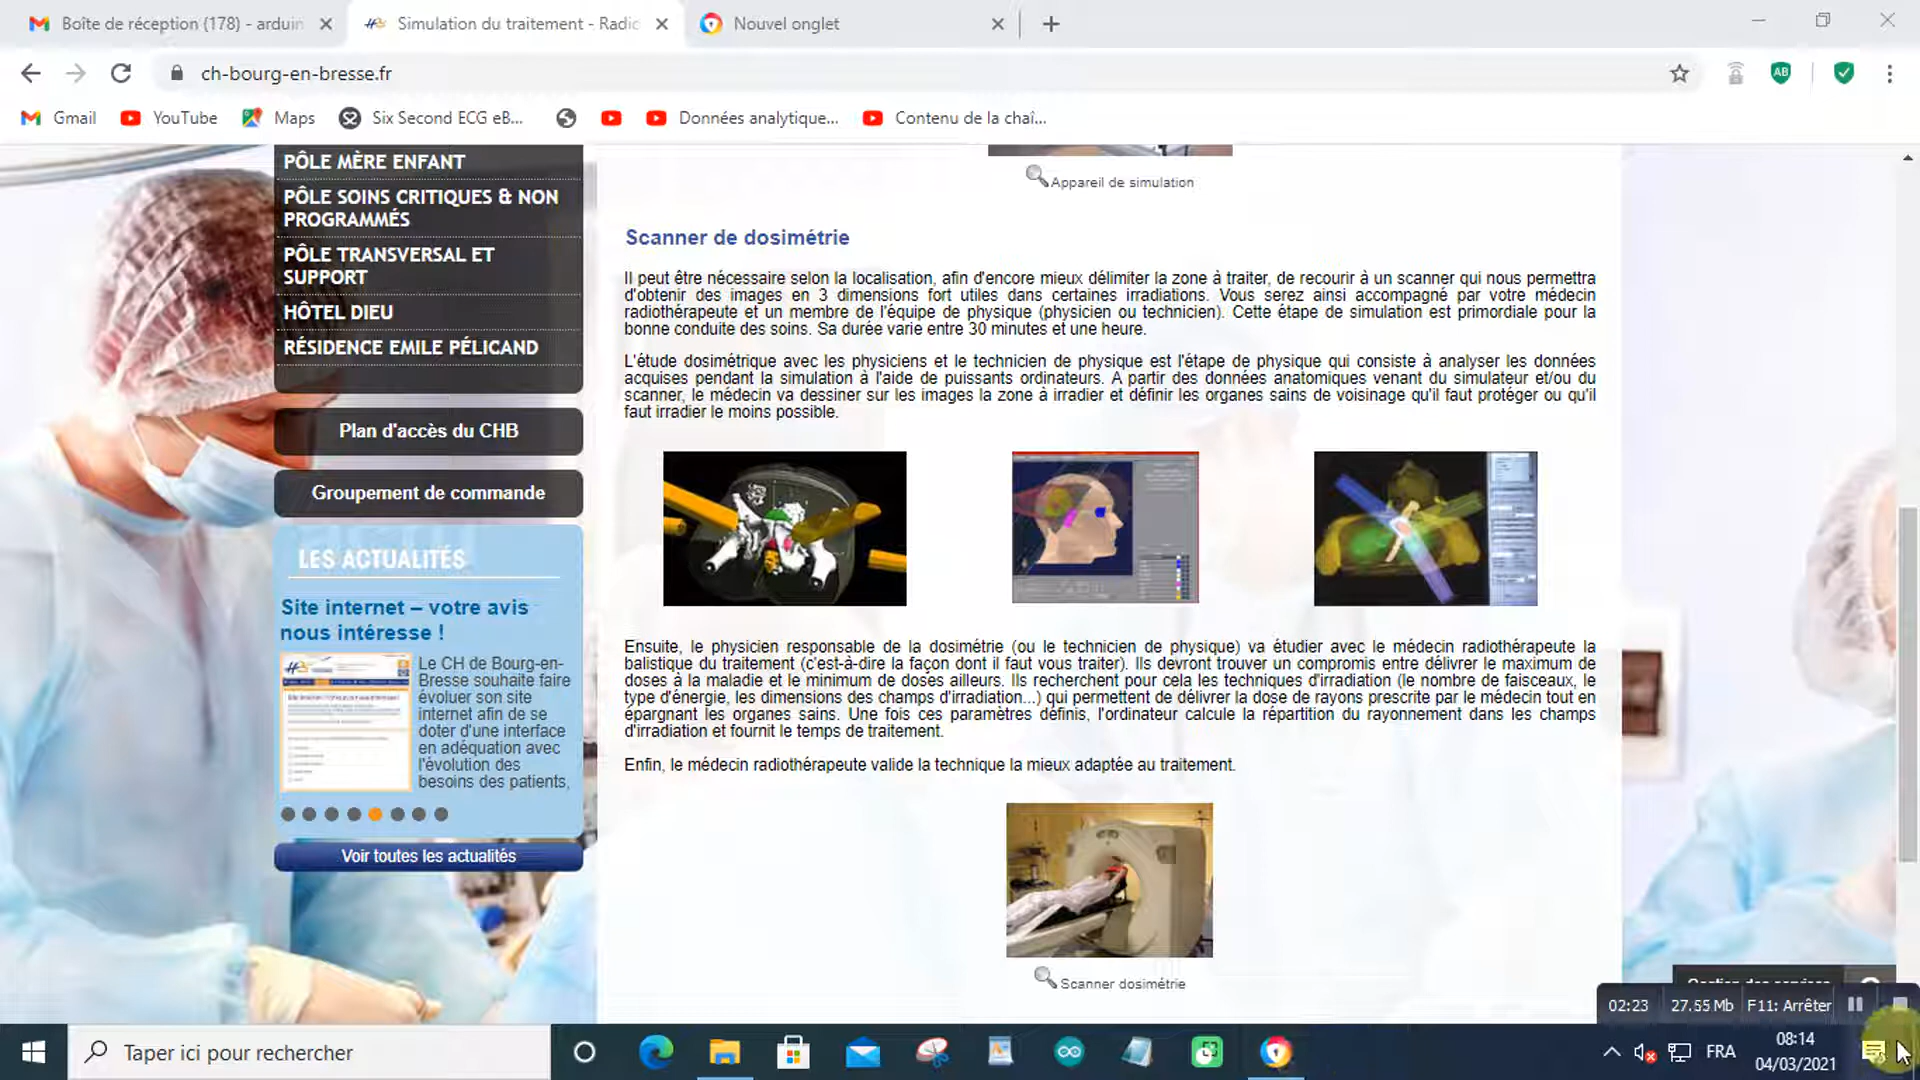 Boîte de réception (178) - arduin
Simulation du traitement - Radio
Nouvel onglet
ch-bourg-en-bresse.fr
AB
Gmail
YouTube
Maps
Six Second ECG eB...
Données analytique...
Contenu de la chaî...
PÔLE MÈRE ENFANT
PÔLE SOINS CRITIQUES & NON
PROGRAMMÉS
PÔLE TRANSVERSAL ET
SUPPORT
HÔTEL DIEU
RÉSIDENCE EMILE PÉLICAND
Plan d'accès du CHB
Groupement de commande
LES ACTUALITÉS
Site internet – votre avis
nous intéresse !
Le CH de Bourg-en-
Bresse souhaite faire
évoluer son site
internet afin de se
doter d'une interface
en adéquation avec
l'évolution des
besoins des patients,
Voir toutes les actualités
Appareil de simulation
Scanner de dosimétrie
Il peut être nécessaire selon la localisation, afin d'encore mieux délimiter la zone à traiter, de recourir à un scanner qui nous permettra
d'obtenir des images en 3 dimensions fort utiles dans certaines irradiations. Vous serez ainsi accompagné par votre médecin
radiothérapeute et un membre de l'équipe de physique (physicien ou technicien). Cette étape de simulation est primordiale pour la
bonne conduite des soins. Sa durée varie entre 30 minutes et une heure.
L'étude dosimétrique avec les physiciens et le technicien de physique est l'étape de physique qui consiste à analyser les données
acquises pendant la simulation à l'aide de puissants ordinateurs. A partir des données anatomiques venant du simulateur et/ou du
scanner, le médecin va dessiner sur les images la zone à irradier et définir les organes sains de voisinage qu'il faut protéger ou qu'il
faut irradier le moins possible.
Ensuite, le physicien responsable de la dosimétrie (ou le technicien de physique) va étudier avec le médecin radiothérapeute la
balistique du traitement (c'est-à-dire la façon dont il faut vous traiter). Ils devront trouver un compromis entre délivrer le maximum de
doses à la maladie et le minimum de doses ailleurs. Ils recherchent pour cela les techniques d'irradiation (le nombre de faisceaux, le
type d'énergie, les dimensions des champs d'irradiation...) qui permettent de délivrer la dose de rayons prescrite par le médecin tout en
épargnant les organes sains. Une fois ces paramètres définis, l'ordinateur calcule la répartition du rayonnement dans les champs
d'irradiation et fournit le temps de traitement.
Enfin, le médecin radiothérapeute valide la technique la mieux adaptée au traitement.
Scanner dosimétrie
Gestion des services
02:23
27.55 Mb
F11: Arrêter
Taper ici pour rechercher
FRA
08:14
04/03/2021